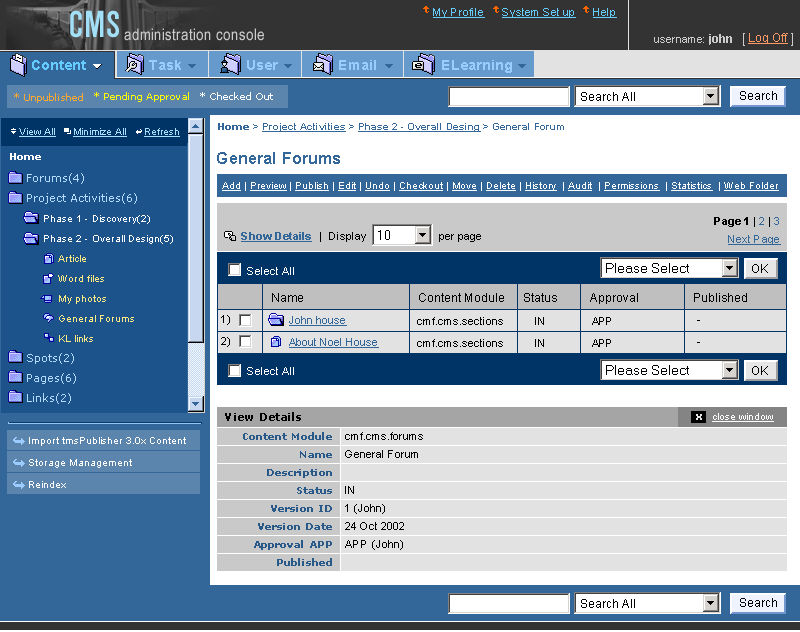 My Profile System Set up Help
CMS administration console
username: john [ Log Off ]
Content Task User Email ELearning
* Unpublished * Pending Approval * Checked Out Search All Search
View All Minimize All Refresh
Home
Forums(4)
Project Activities(6)
Phase 1 - Discovery(2)
Phase 2 - Overall Design(5)
Article
Word files
My photos
General Forums
KL links
Spots(2)
Pages(6)
Links(2)
Import tmsPublisher 3.0x Content
Storage Management
Reindex
Home > Project Activities > Phase 2 - Overall Desing > General Forum
General Forums
Add | Preview | Publish | Edit | Undo | Checkout | Move | Delete | History | Audit | Permissions | Statistics | Web Folder
Page 1 | 2 | 3
Show Details | Display 10 per page
Next Page
Select All Please Select OK
Name Content Module Status Approval Published
1) John house cmf.cms.sections IN APP -
2) About Noel House cmf.cms.sections IN APP -
Select All Please Select OK
View Details close window
Content Module cmf.cms.forums
Name General Forum
Description
Status IN
Version ID 1 (John)
Version Date 24 Oct 2002
Approval APP APP (John)
Published
Search All Search